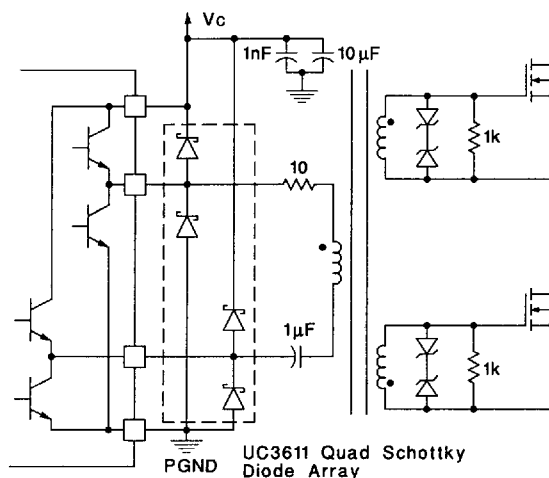 Vc
1nF
10µF
10
1k
1µF
1k
PGND
UC3611 Quad Schottky
Diode Array